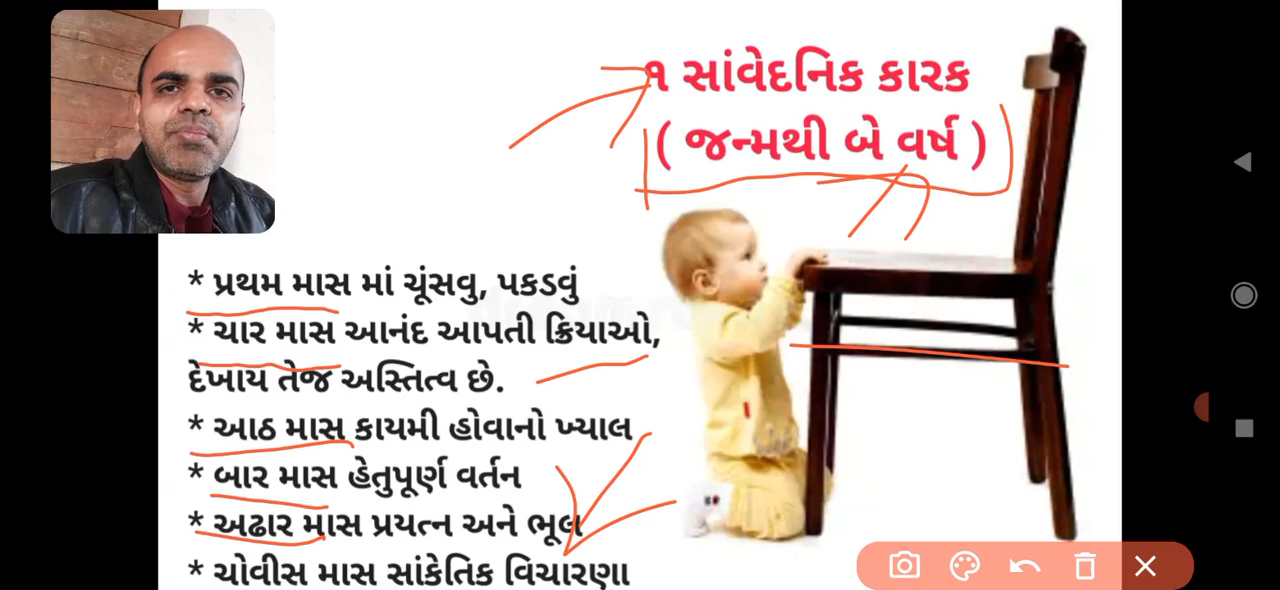 ૧ સાંવેદનિક કારક
( જન્મથી બે વર્ષ )
* પ્રથમ માસ માં ચૂંસવુ, પકડવું
* ચાર માસ આનંદ આપતી ક્રિયાઓ,
દેખાય તેજ અસ્તિત્વ છે.
* આઠ માસ કાયમી હોવાનો ખ્યાલ
* બાર માસ હેતુપૂર્ણ વર્તન
* અઢાર માસ પ્રયત્ન અને ભૂલ
* ચોવીસ માસ સાંકેતિક વિચારણા